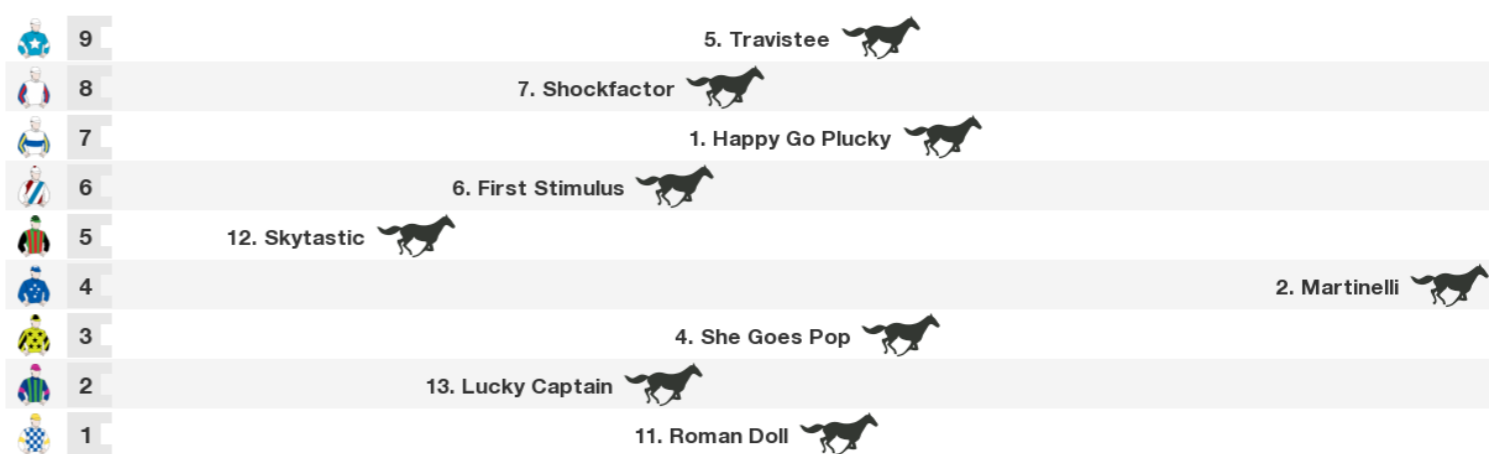 9 5. Travistee
8 7. Shockfactor
7 1. Happy Go Plucky
6 6. First Stimulus
5 12. Skytastic
4 2. Martinelli
3 4. She Goes Pop
2 13. Lucky Captain
1 11. Roman Doll